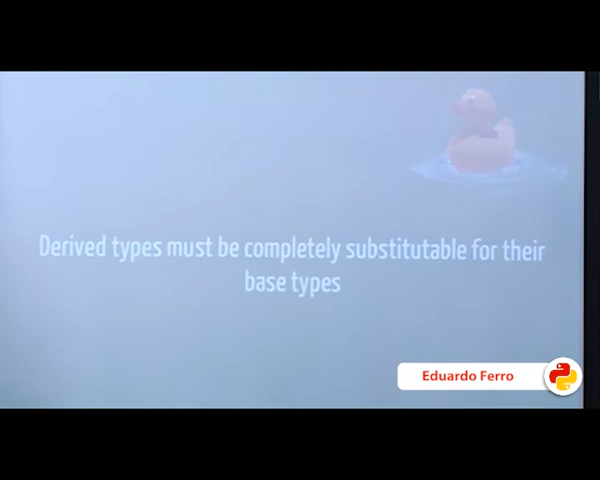 Derived types must be completely substitutable for their
base types
Eduardo Ferro